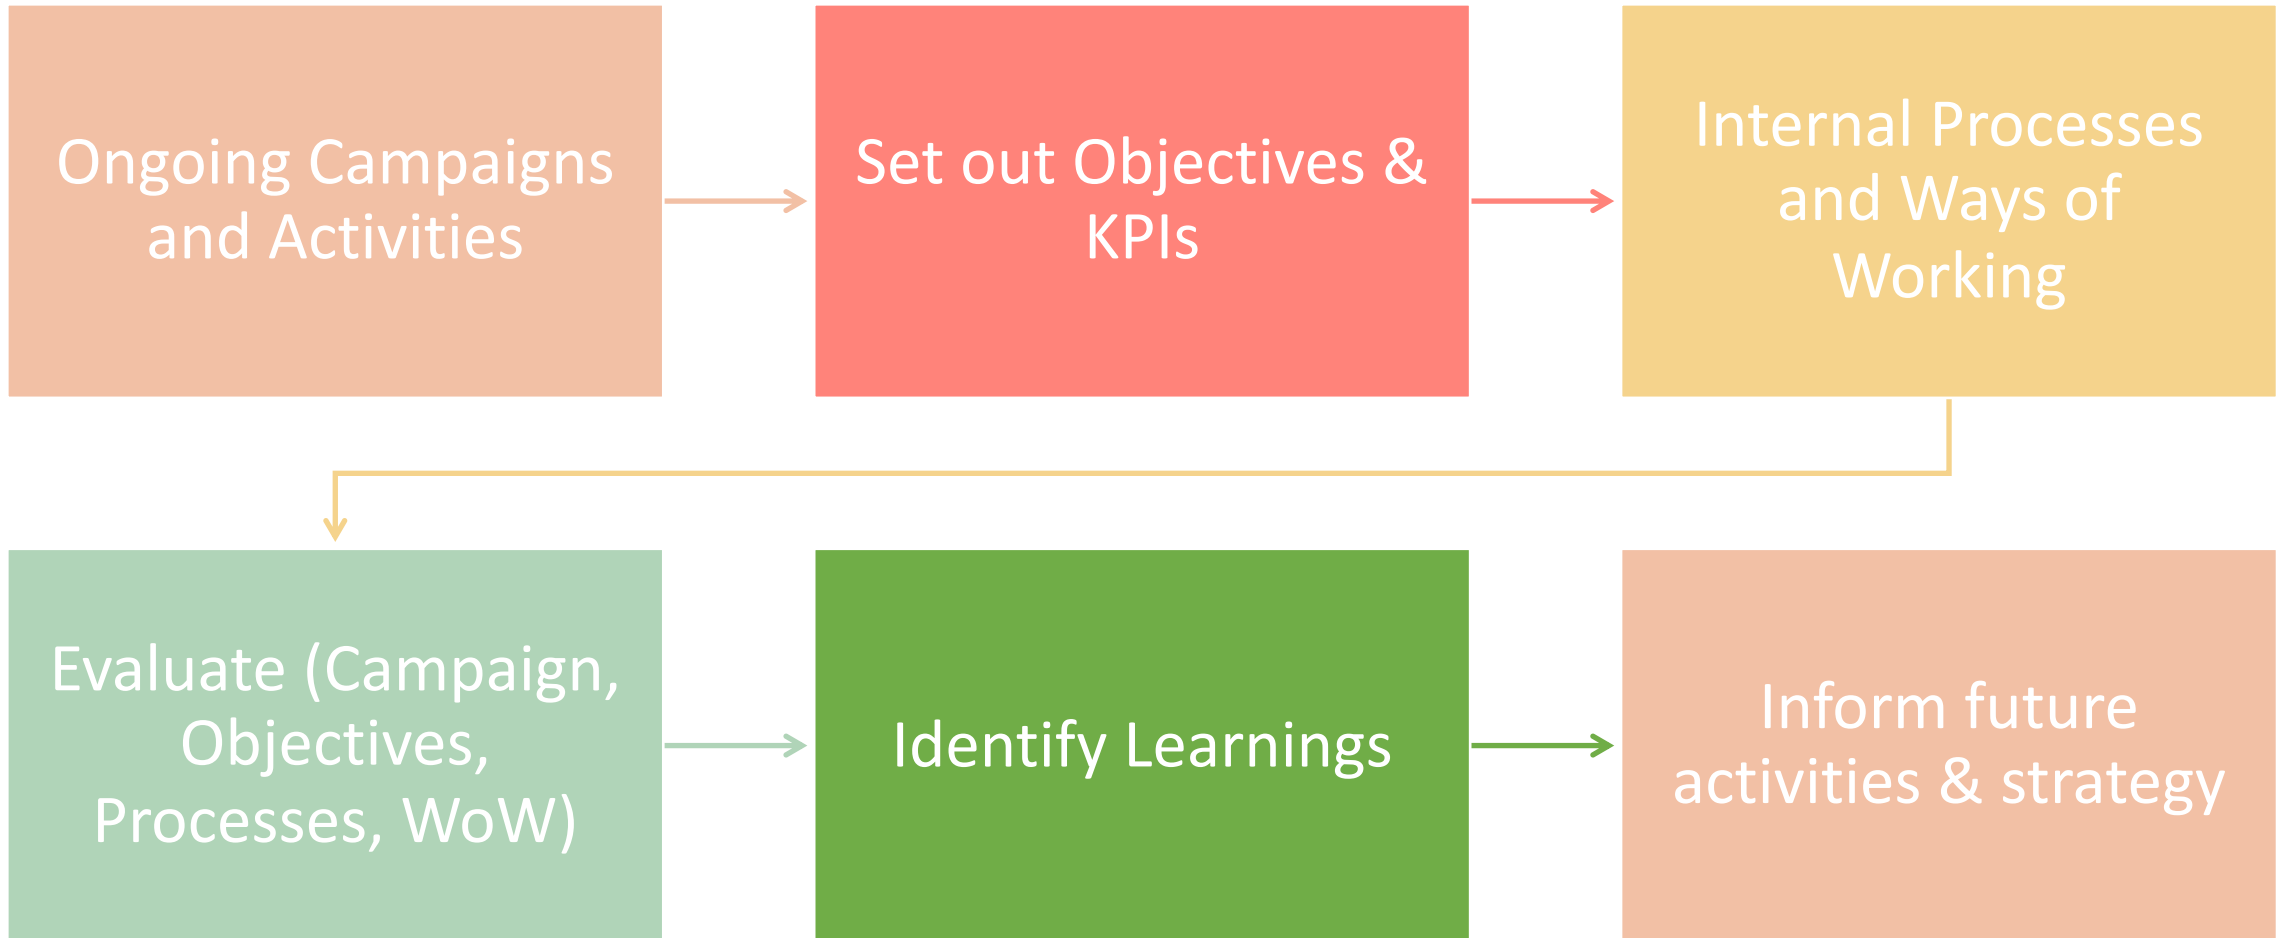 Ongoing Campaigns
and Activities
Set out Objectives &
KPIs
Internal Processes
and Ways of
Working
Evaluate (Campaign,
Objectives,
Processes, WoW)
Identify Learnings
Inform future
activities & strategy